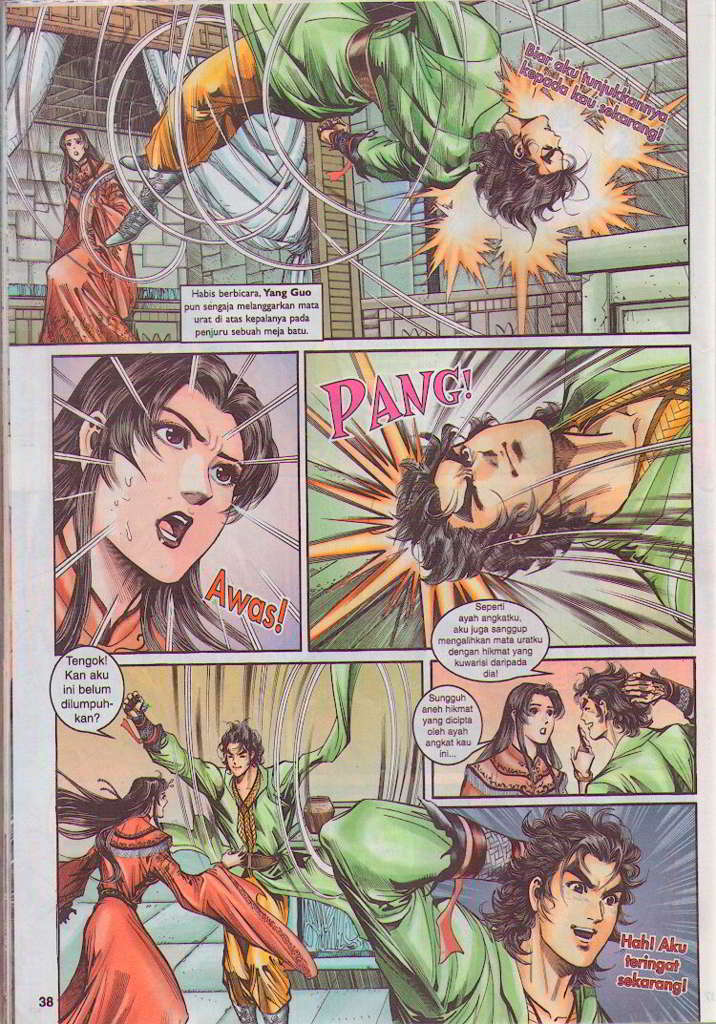 Biar aku tunjukkannya
kepada kau sekarang!
Habis berbicara, Yang Guo
pun sengaja melanggarkan mata
urat di atas kepalanya pada
penjuru sebuah meja batu.
Awas!
PANG!
Seperti
ayah angkatku,
aku juga sanggup
mengalihkan mata uratku
dengan hikmat yang
kuwarisi daripada
dia!
Tengok!
Kan aku
ini belum
dilumpuh-
kan?
Sungguh
aneh hikmat
yang dicipta
oleh ayah
angkat kau
ini...
Hah! Aku
teringat
sekarang!
38